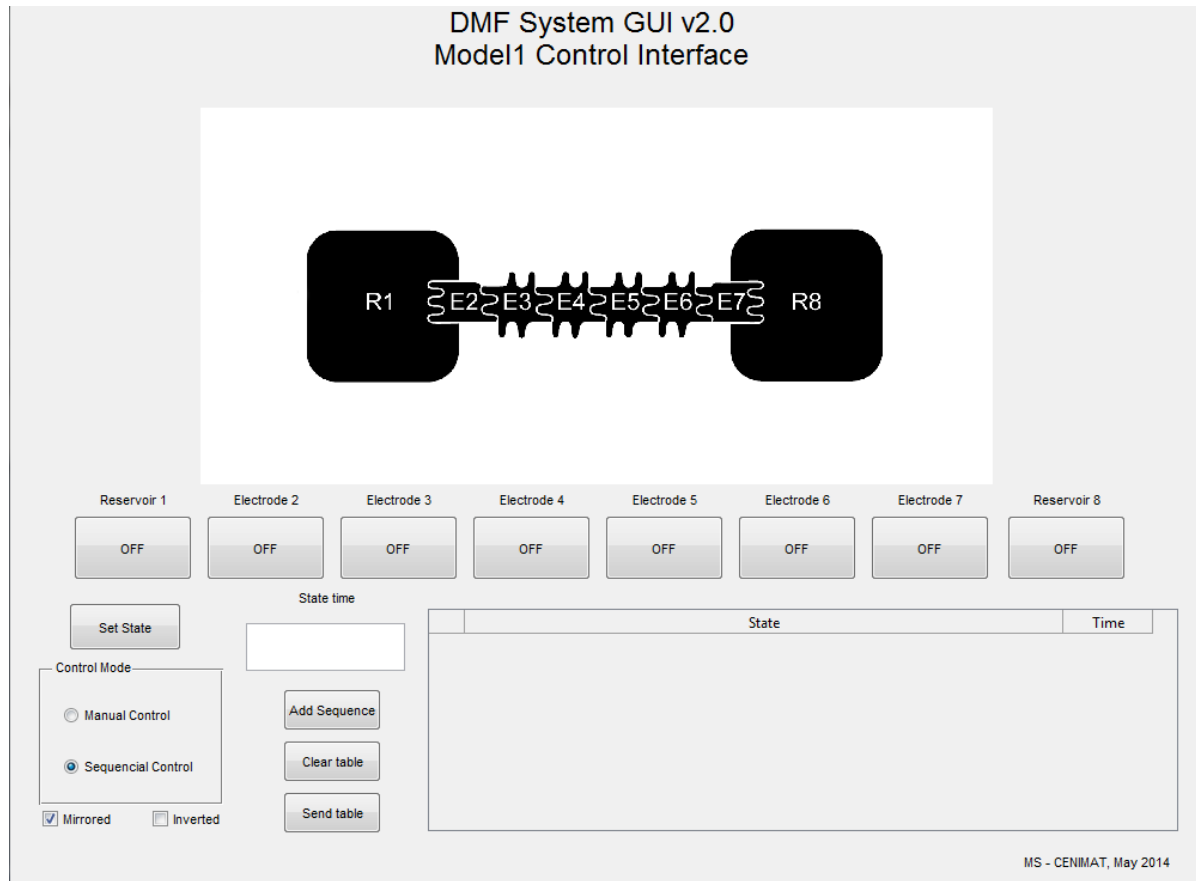 DMF System GUI v2.0
Model1 Control Interface
R1 E2 E3 E4 E5 E6 E7 R8
Reservoir 1 Electrode 2 Electrode 3 Electrode 4 Electrode 5 Electrode 6 Electrode 7 Reservoir 8
OFF OFF OFF OFF OFF OFF OFF OFF
Set State
Control Mode
Manual Control
Sequencial Control
Mirrored Inverted
State time
Add Sequence
Clear table
Send table
State Time
MS - CENIMAT, May 2014